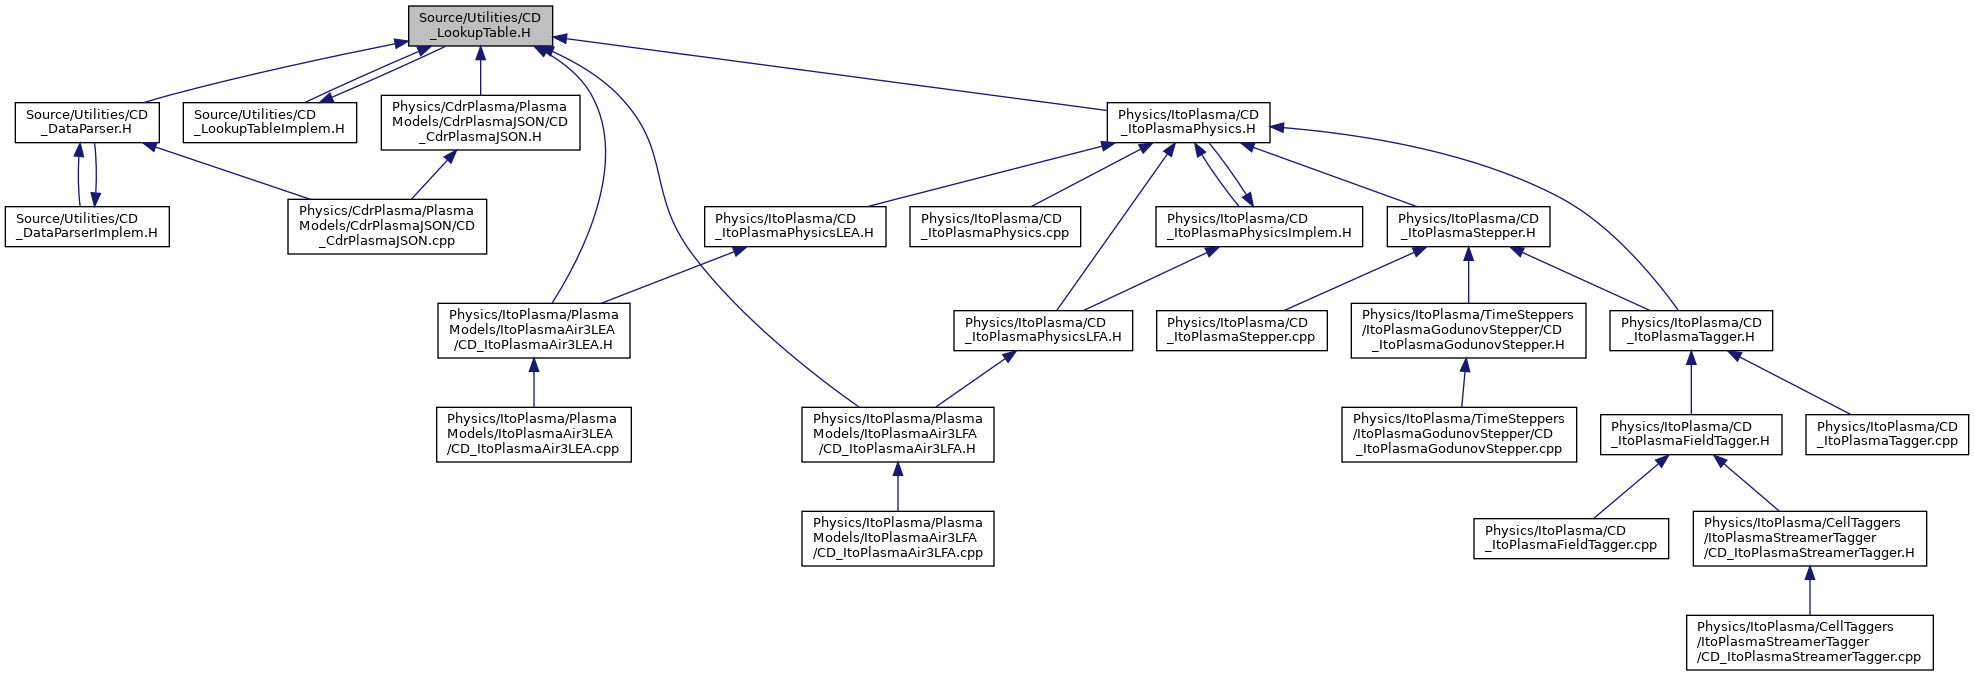 Source/Utilities/CD
_LookupTable.H
Source/Utilities/CD
_DataParser.H
Source/Utilities/CD
_LookupTableImplem.H
Physics/CdrPlasma/Plasma
Models/CdrPlasmaJSON/CD
_CdrPlasmaJSON.H
Physics/ItoPlasma/CD
_ItoPlasmaPhysics.H
Source/Utilities/CD
_DataParserImplem.H
Physics/CdrPlasma/Plasma
Models/CdrPlasmaJSON/CD
_CdrPlasmaJSON.cpp
Physics/ItoPlasma/CD
_ItoPlasmaPhysicsLEA.H
Physics/ItoPlasma/CD
_ItoPlasmaPhysics.cpp
Physics/ItoPlasma/CD
_ItoPlasmaPhysicsImplem.H
Physics/ItoPlasma/CD
_ItoPlasmaStepper.H
Physics/ItoPlasma/Plasma
Models/ItoPlasmaAir3LEA
/CD_ItoPlasmaAir3LEA.H
Physics/ItoPlasma/CD
_ItoPlasmaPhysicsLFA.H
Physics/ItoPlasma/CD
_ItoPlasmaStepper.cpp
Physics/ItoPlasma/TimeSteppers
/ItoPlasmaGodunovStepper/CD
_ItoPlasmaGodunovStepper.H
Physics/ItoPlasma/CD
_ItoPlasmaTagger.H
Physics/ItoPlasma/Plasma
Models/ItoPlasmaAir3LEA
/CD_ItoPlasmaAir3LEA.cpp
Physics/ItoPlasma/Plasma
Models/ItoPlasmaAir3LFA
/CD_ItoPlasmaAir3LFA.H
Physics/ItoPlasma/TimeSteppers
/ItoPlasmaGodunovStepper/CD
_ItoPlasmaGodunovStepper.cpp
Physics/ItoPlasma/CD
_ItoPlasmaFieldTagger.H
Physics/ItoPlasma/CD
_ItoPlasmaTagger.cpp
Physics/ItoPlasma/Plasma
Models/ItoPlasmaAir3LFA
/CD_ItoPlasmaAir3LFA.cpp
Physics/ItoPlasma/CD
_ItoPlasmaFieldTagger.cpp
Physics/ItoPlasma/CellTaggers
/ItoPlasmaStreamerTagger
/CD_ItoPlasmaStreamerTagger.H
Physics/ItoPlasma/CellTaggers
/ItoPlasmaStreamerTagger
/CD_ItoPlasmaStreamerTagger.cpp